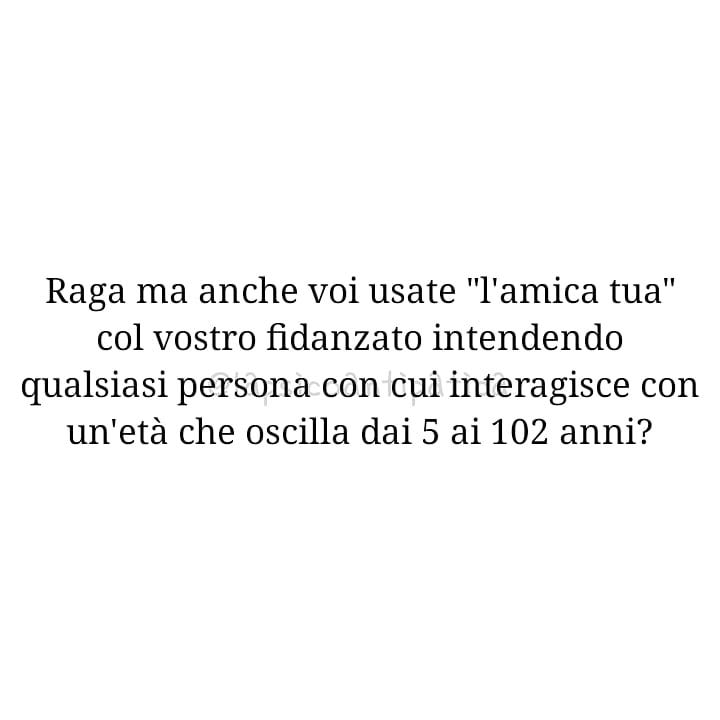 Raga ma anche voi usate "l'amica tua"
col vostro fidanzato intendendo
qualsiasi persona con cui interagisce con
un'età che oscilla dai 5 ai 102 anni?